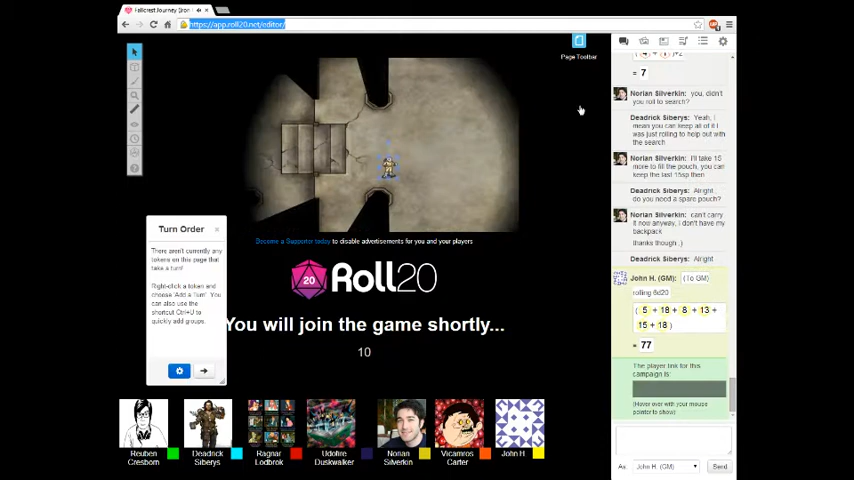 Fallcrest Journey (Iron
https://app.roll20.net/editor/
Page Toolbar
= 7
Norian Silverkin: you, didn't
you roll to search?
Deadrick Siberys: Yeah, I
mean you can keep all of it I
was just rolling to help out with
the search
Norian Silverkin: I'll take 15
more to fill the pouch, you can
keep the last 15sp then
Deadrick Siberys: Alright,
do you need a spare pouch?
Norian Silverkin: can't carry
it now anyway, I don't have my
backpack
thanks though :)
Deadrick Siberys: Alright
John H. (GM): (To GM)
rolling 6d20
( 5 + 18 + 8 + 13 +
15 + 18 )
= 77
The player link for this
campaign is:
(Hover over with your mouse
pointer to show)
As: John H. (GM)
Send
Turn Order
There aren't currently any
tokens on this page that
take a turn!
Right-click a token and
choose 'Add a Turn'. You
can also use the
shortcut Ctrl+U to
quickly add groups.
Become a Supporter today to disable advertisements for you and your players
20
Roll20
You will join the game shortly...
10
Reuben
Cresborn
Deadrick
Siberys
Ragnar
Lodbrok
Udofire
Duskwalker
Norian
Silverkin
Vicamros
Carter
John H